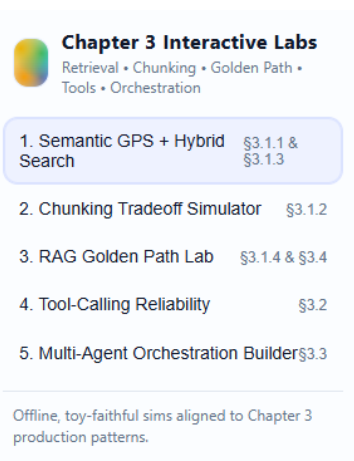 Chapter 3 Interactive Labs
Retrieval • Chunking • Golden Path •
Tools • Orchestration
1. Semantic GPS + Hybrid Search §3.1.1 & §3.1.3
2. Chunking Tradeoff Simulator §3.1.2
3. RAG Golden Path Lab §3.1.4 & §3.4
4. Tool-Calling Reliability §3.2
5. Multi-Agent Orchestration Builder§3.3
Offline, toy-faithful sims aligned to Chapter 3
production patterns.